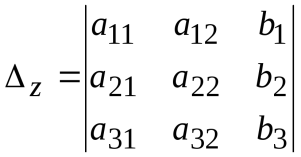 a₁₁ a₁₂ b₁
Δz = a₂₁ a₂₂ b₂
a₃₁ a₃₂ b₃